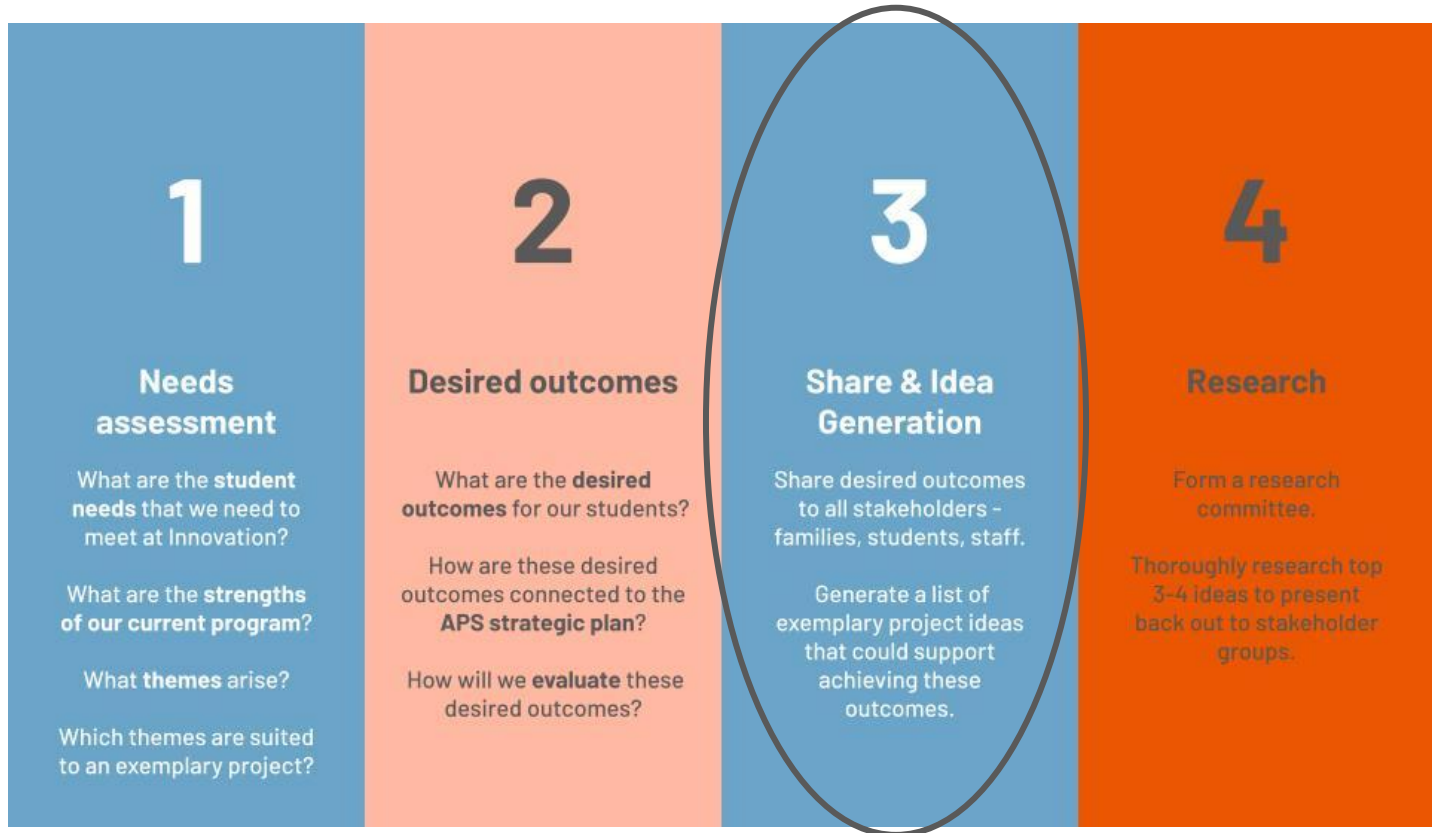 1
Needs
assessment
What are the student
needs that we need to
meet at Innovation?
What are the strengths
of our current program?
What themes arise?
Which themes are suited
to an exemplary project?
2
Desired outcomes
What are the desired
outcomes for our students?
How are these desired
outcomes connected to the
APS strategic plan?
How will we evaluate these
desired outcomes?
3
Share & Idea
Generation
Share desired outcomes
to all stakeholders -
families, students, staff.
Generate a list of
exemplary project ideas
that could support
achieving these
outcomes.
4
Research
Form a research
committee.
Thoroughly research top
3-4 ideas to present
back out to stakeholder
groups.